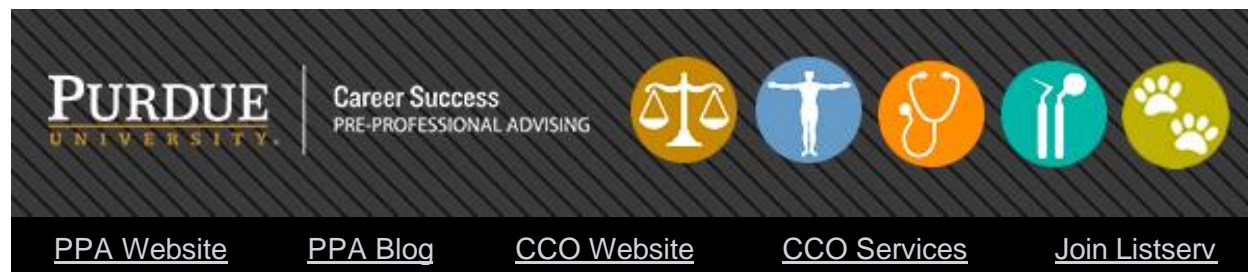 PURDUE
UNIVERSITY.
Career Success
PRE-PROFESSIONAL ADVISING
PPA Website PPA Blog CCO Website CCO Services Join Listserv